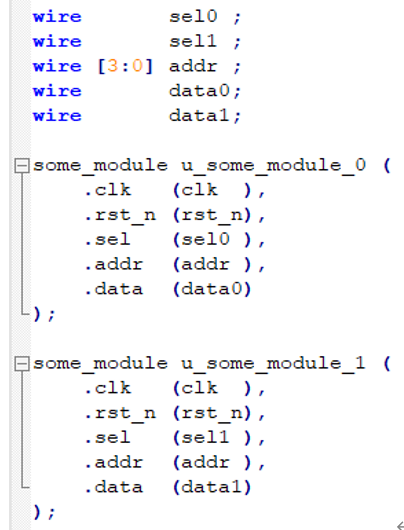 wire       sel0 ;
wire       sel1 ;
wire [3:0] addr ;
wire       data0;
wire       data1;
some_module u_some_module_0 (
    .clk   (clk  ),
    .rst_n (rst_n),
    .sel   (sel0 ),
    .addr  (addr ),
    .data  (data0)
);
some_module u_some_module_1 (
    .clk   (clk  ),
    .rst_n (rst_n),
    .sel   (sel1 ),
    .addr  (addr ),
    .data  (data1)
);